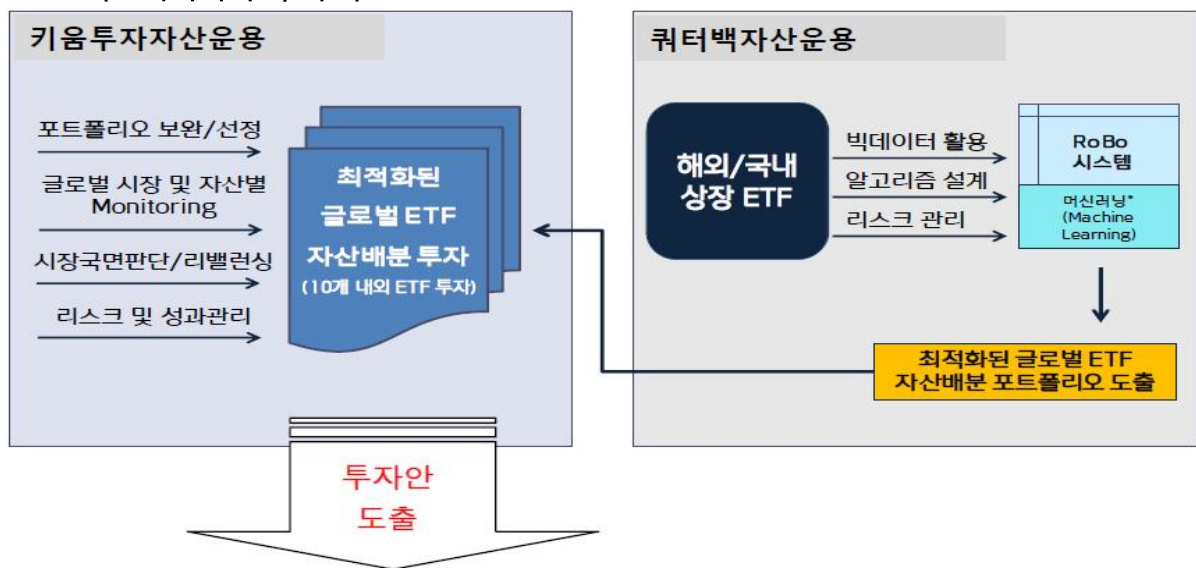 키움투자자산운용
포트폴리오 보완/선정
글로벌 시장 및 자산별
Monitoring
시장국면판단/리밸런싱
리스크 및 성과관리
최적화된
글로벌 ETF
자산배분 투자
(10개 내외 ETF 투자)
쿼터백자산운용
해외/국내
상장 ETF
빅데이터 활용
알고리즘 설계
리스크 관리
RoBo
시스템
머신러닝*
(Machine
Learning)
최적화된 글로벌 ETF
자산배분 포트폴리오 도출
투자안
도출